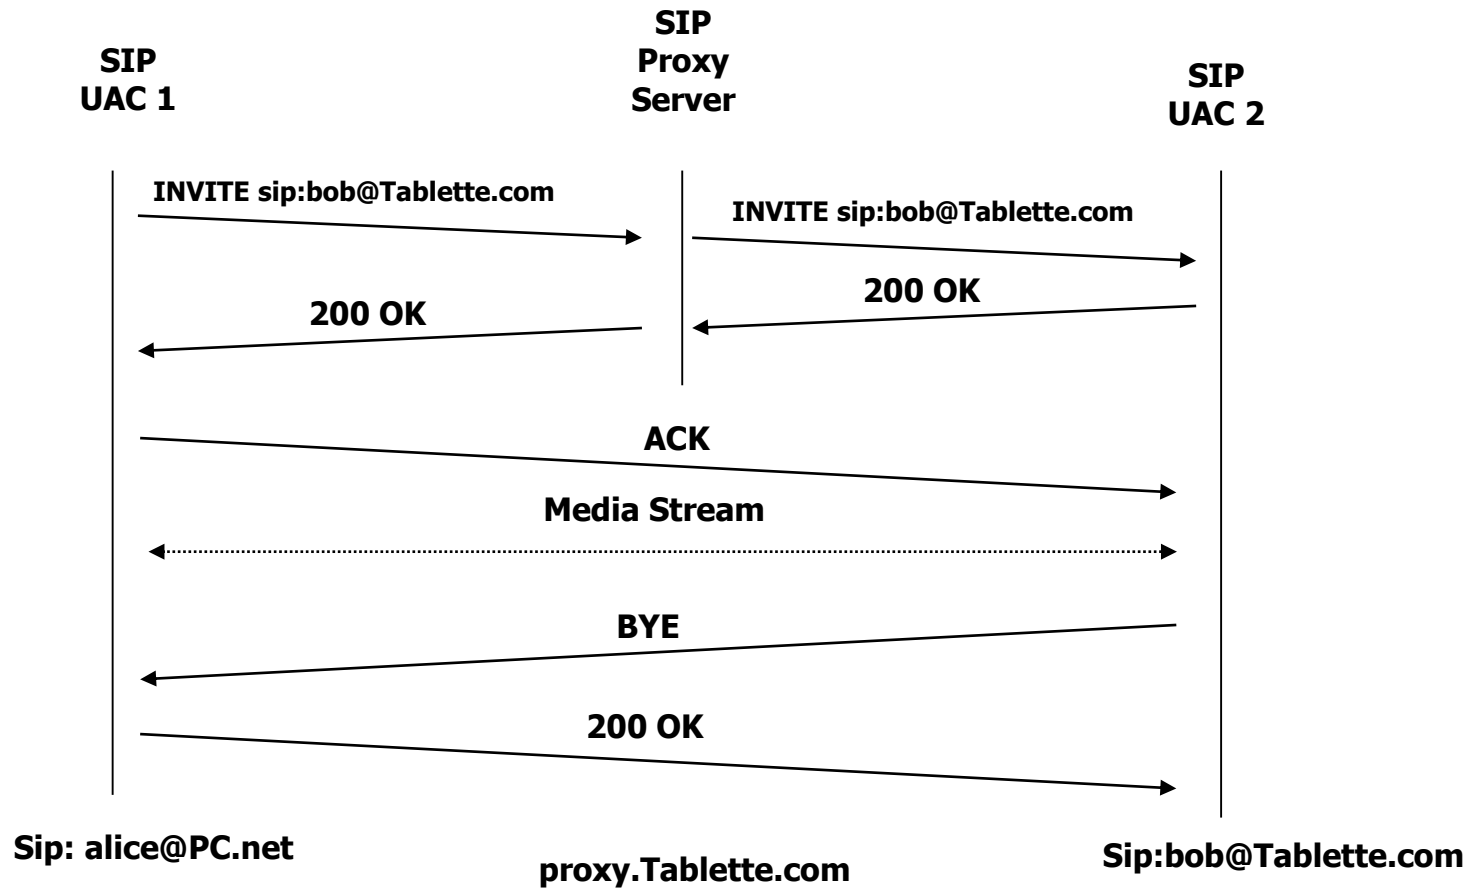 SIP
UAC 1
SIP
Proxy
Server
SIP
UAC 2
INVITE sip:bob@Tablette.com
INVITE sip:bob@Tablette.com
200 OK
200 OK
ACK
Media Stream
BYE
200 OK
Sip: alice@PC.net
proxy.Tablette.com
Sip:bob@Tablette.com